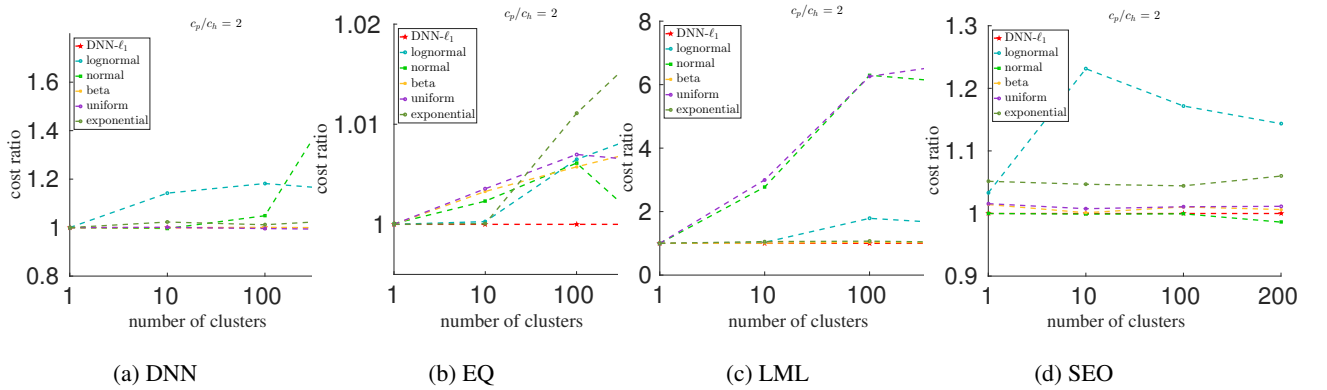 c_p/c_h = 2
DNN-ℓ₁
lognormal
normal
beta
uniform
exponential
cost ratio
1.6
1.4
1.2
1
0.8
1 10 100
number of clusters
(a) DNN
c_p/c_h = 2
DNN-ℓ₁
lognormal
normal
beta
uniform
exponential
cost ratio
1.02
1.01
1
1 10 100
number of clusters
(b) EQ
c_p/c_h = 2
DNN-ℓ₁
lognormal
normal
beta
uniform
exponential
cost ratio
8
6
4
2
0
1 10 100
number of clusters
(c) LML
c_p/c_h = 2
DNN-ℓ₁
lognormal
normal
beta
uniform
exponential
cost ratio
1.3
1.2
1.1
1.0
0.9
1 10 100 200
number of clusters
(d) SEO